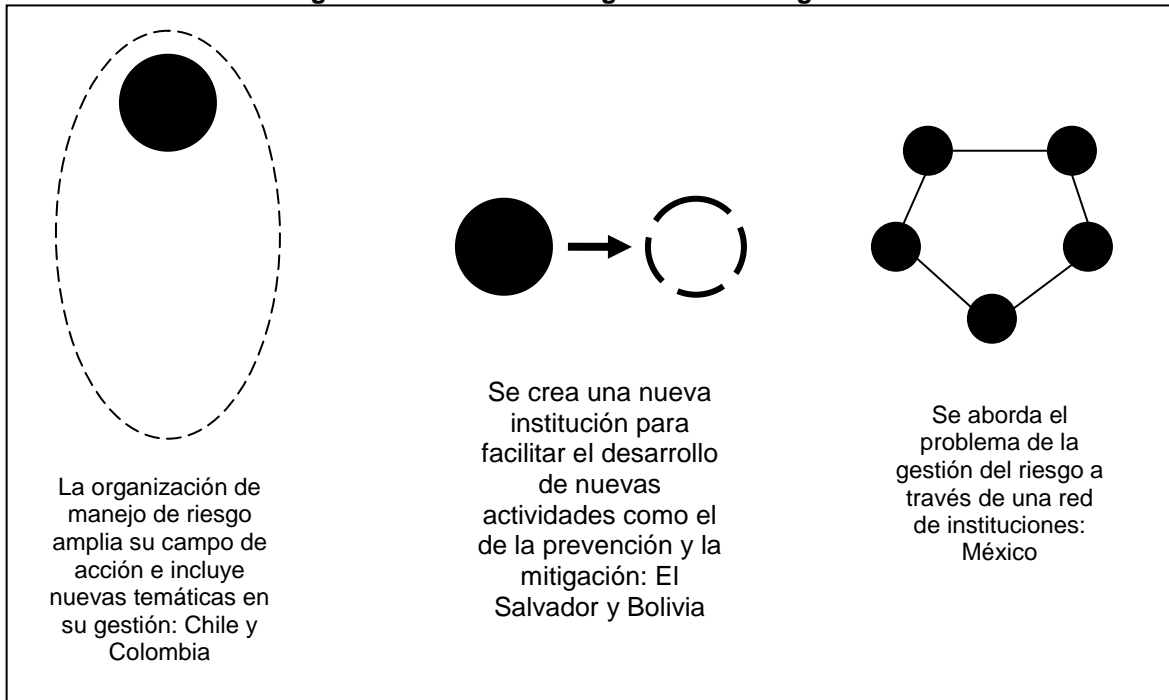 La organización de
manejo de riesgo
amplia su campo de
acción e incluye
nuevas temáticas en
su gestión: Chile y
Colombia
Se crea una nueva
institución para
facilitar el desarrollo
de nuevas
actividades como el
de la prevención y la
mitigación: El
Salvador y Bolivia
Se aborda el
problema de la
gestión del riesgo a
través de una red
de instituciones:
México